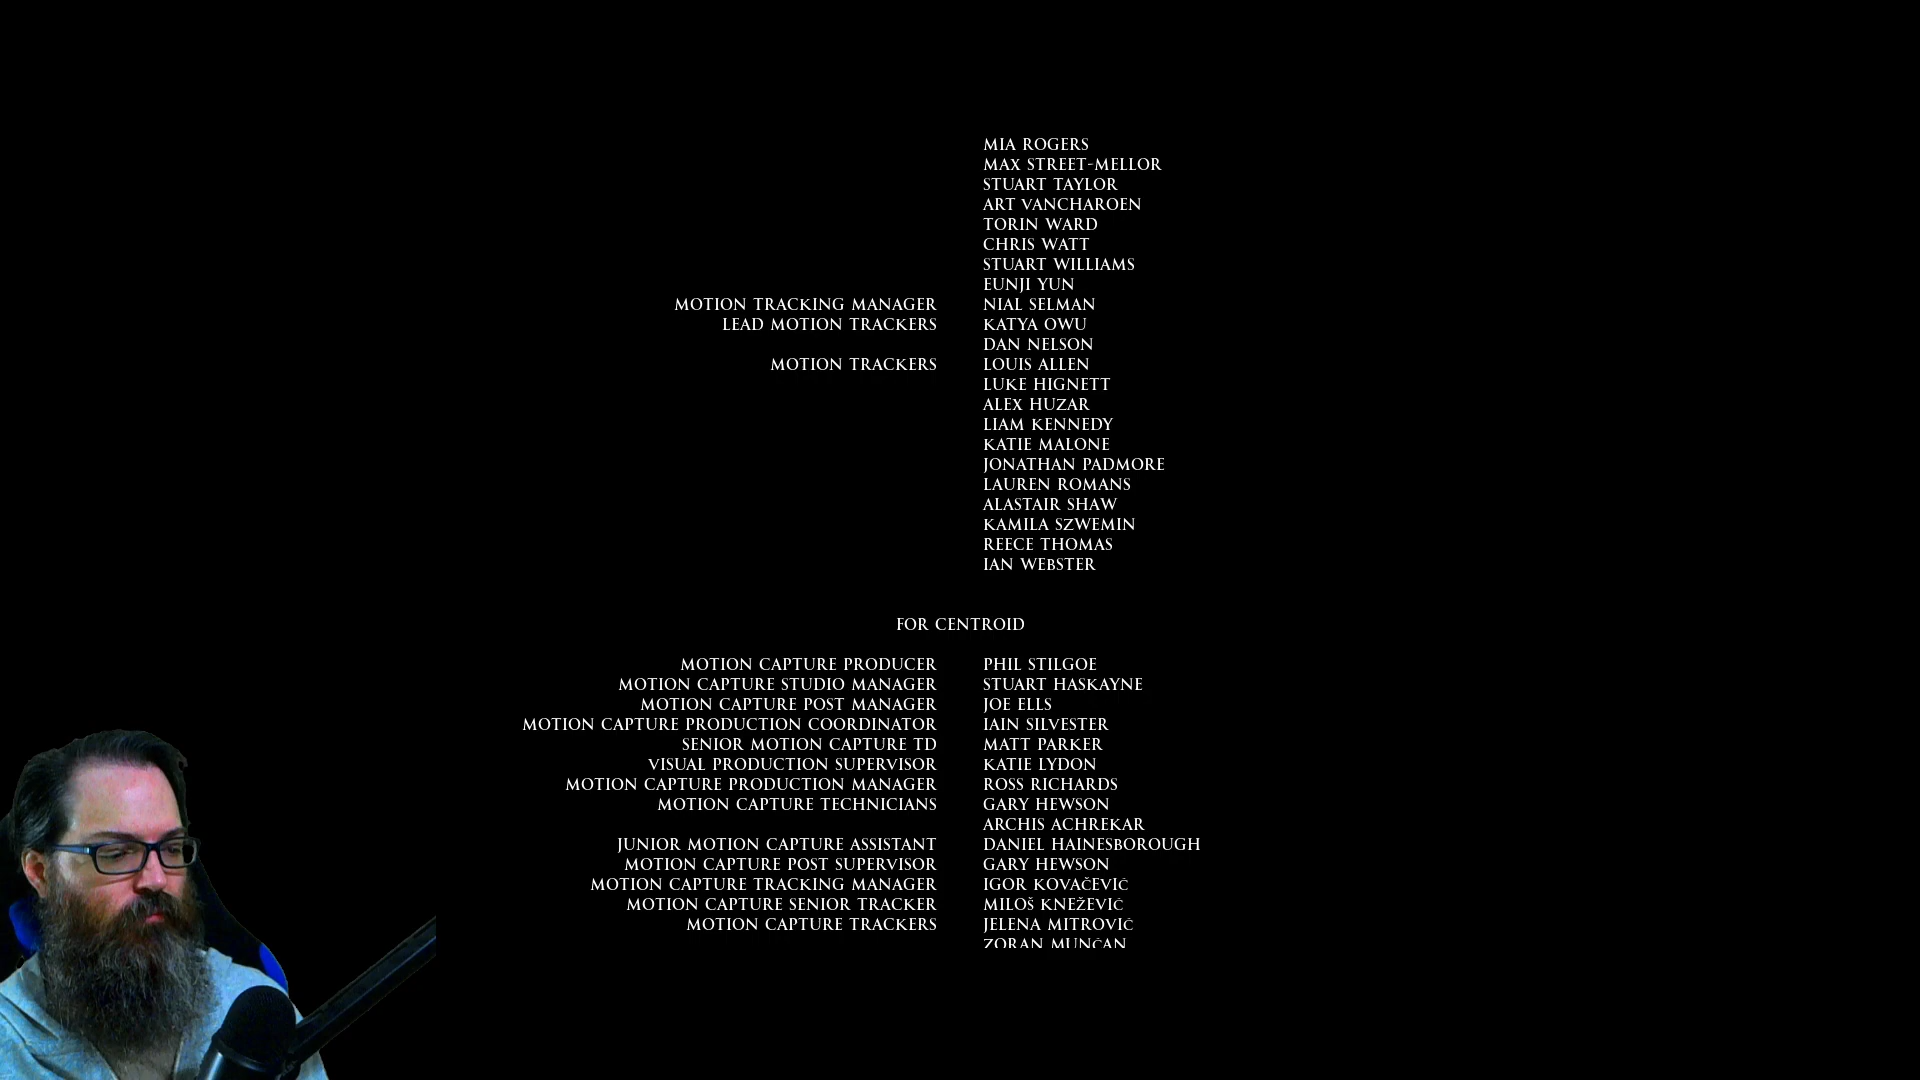 MIA ROGERS
MAX STREET-MELLOR
STUART TAYLOR
ART VANCHAROEN
TORIN WARD
CHRIS WATT
STUART WILLIAMS
EUNJI YUN
MOTION TRACKING MANAGER NIAL SELMAN
LEAD MOTION TRACKERS KATYA OWU
DAN NELSON
MOTION TRACKERS LOUIS ALLEN
LUKE HIGNETT
ALEX HUZAR
LIAM KENNEDY
KATIE MALONE
JONATHAN PADMORE
LAUREN ROMANS
ALASTAIR SHAW
KAMILA SZWEMIN
REECE THOMAS
IAN WEBSTER
FOR CENTROID
MOTION CAPTURE PRODUCER PHIL STILGOE
MOTION CAPTURE STUDIO MANAGER STUART HASKAYNE
MOTION CAPTURE POST MANAGER JOE ELLS
MOTION CAPTURE PRODUCTION COORDINATOR IAIN SILVESTER
SENIOR MOTION CAPTURE TD MATT PARKER
VISUAL PRODUCTION SUPERVISOR KATIE LYDON
MOTION CAPTURE PRODUCTION MANAGER ROSS RICHARDS
MOTION CAPTURE TECHNICIANS GARY HEWSON
ARCHIS ACHREKAR
JUNIOR MOTION CAPTURE ASSISTANT DANIEL HAINESBOROUGH
MOTION CAPTURE POST SUPERVISOR GARY HEWSON
MOTION CAPTURE TRACKING MANAGER IGOR KOVAČEVIĆ
MOTION CAPTURE SENIOR TRACKER MILOŠ KNEŽEVIĆ
MOTION CAPTURE TRACKERS JELENA MITROVIĆ
ZORAN MUNĆAN